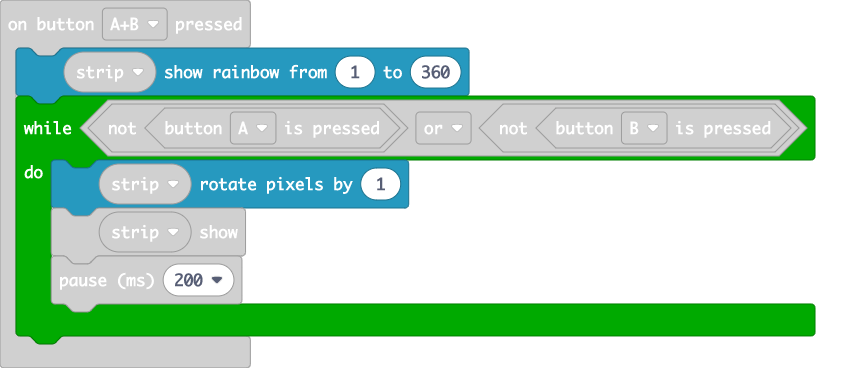 on button A+B pressed
strip show rainbow from 1 to 360
while not button A is pressed or not button B is pressed
do
strip rotate pixels by 1
strip show
pause (ms) 200